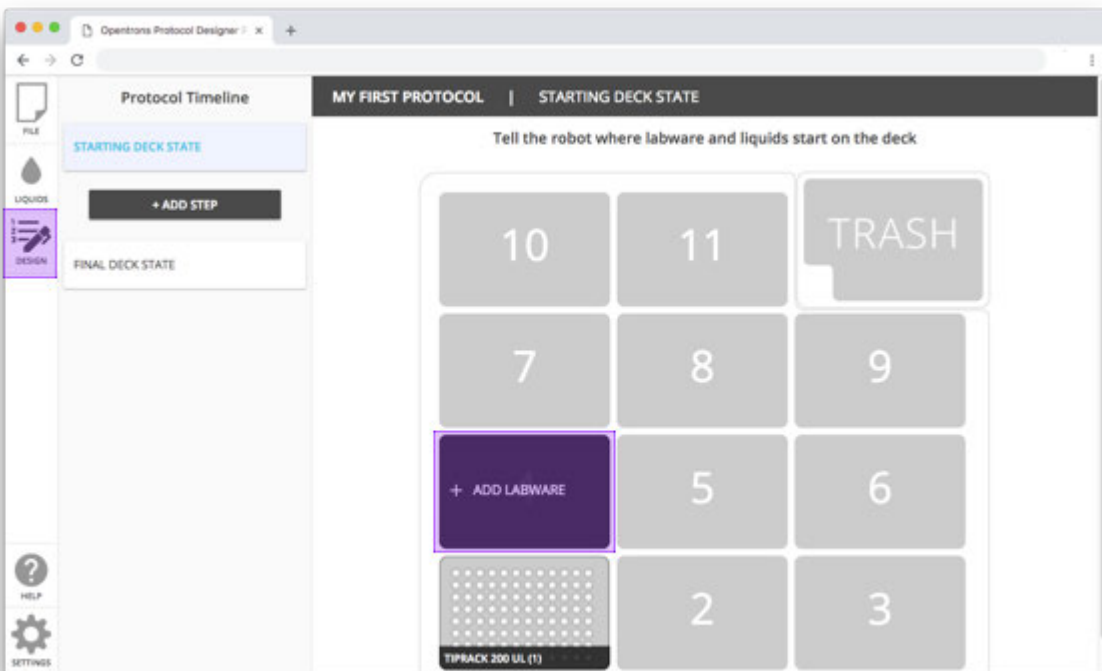 Opentrons Protocol Designer
FILE
LIQUIDS
DESIGN
HELP
SETTINGS
Protocol Timeline
STARTING DECK STATE
+ ADD STEP
FINAL DECK STATE
MY FIRST PROTOCOL | STARTING DECK STATE
Tell the robot where labware and liquids start on the deck
10 11 TRASH
7 8 9
+ ADD LABWARE 5 6
2 3
TIPRACK 200 UL (1)